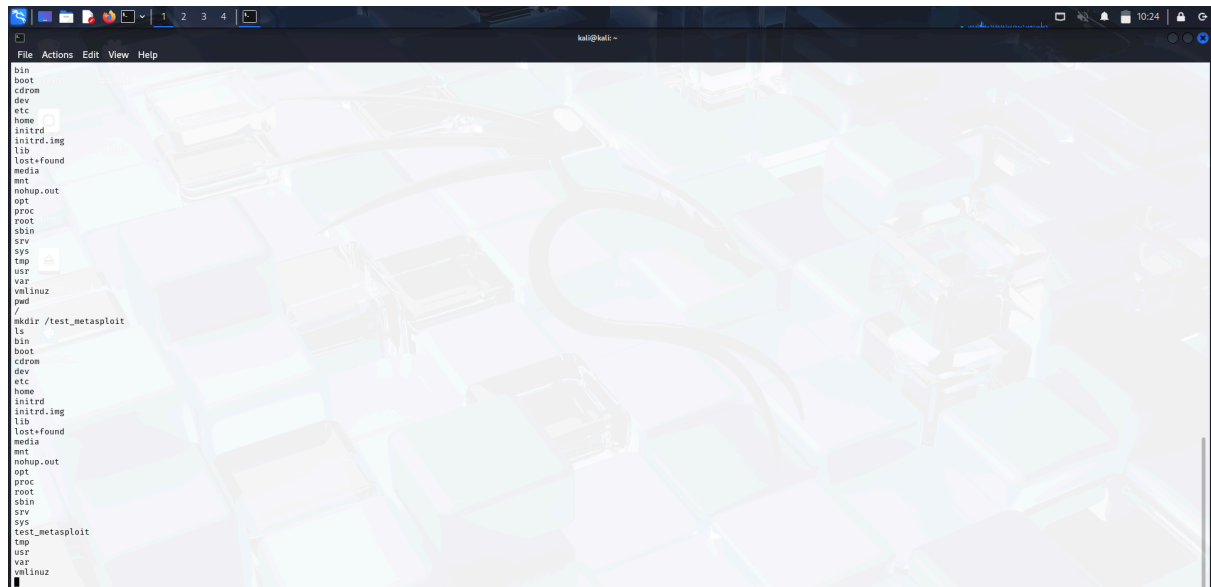 1 2 3 4
10:24
kali@kali: ~
File Actions Edit View Help
bin
boot
cdrom
dev
etc
home
initrd
initrd.img
lib
lost+found
media
mnt
nohup.out
opt
proc
root
sbin
srv
sys
tmp
usr
var
vmlinuz
pwd
/
mkdir /test_metasploit
ls
bin
boot
cdrom
dev
etc
home
initrd
initrd.img
lib
lost+found
media
mnt
nohup.out
opt
proc
root
sbin
srv
sys
test_metasploit
tmp
usr
var
vmlinuz